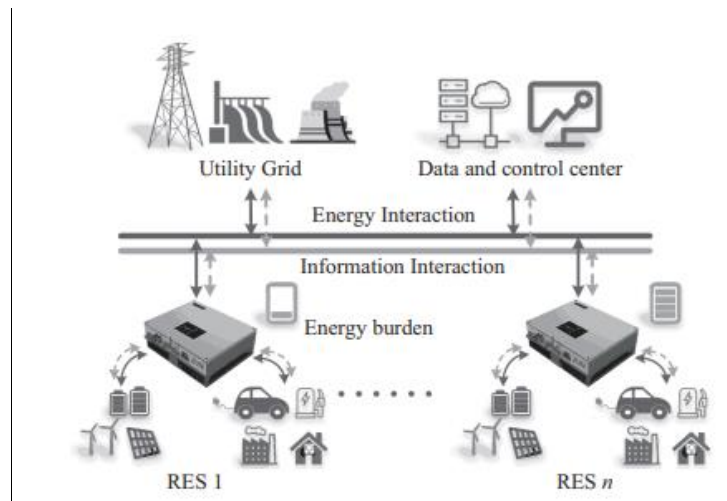 Utility Grid
Data and control center
Energy Interaction
Information Interaction
Energy burden
RES 1
RES n